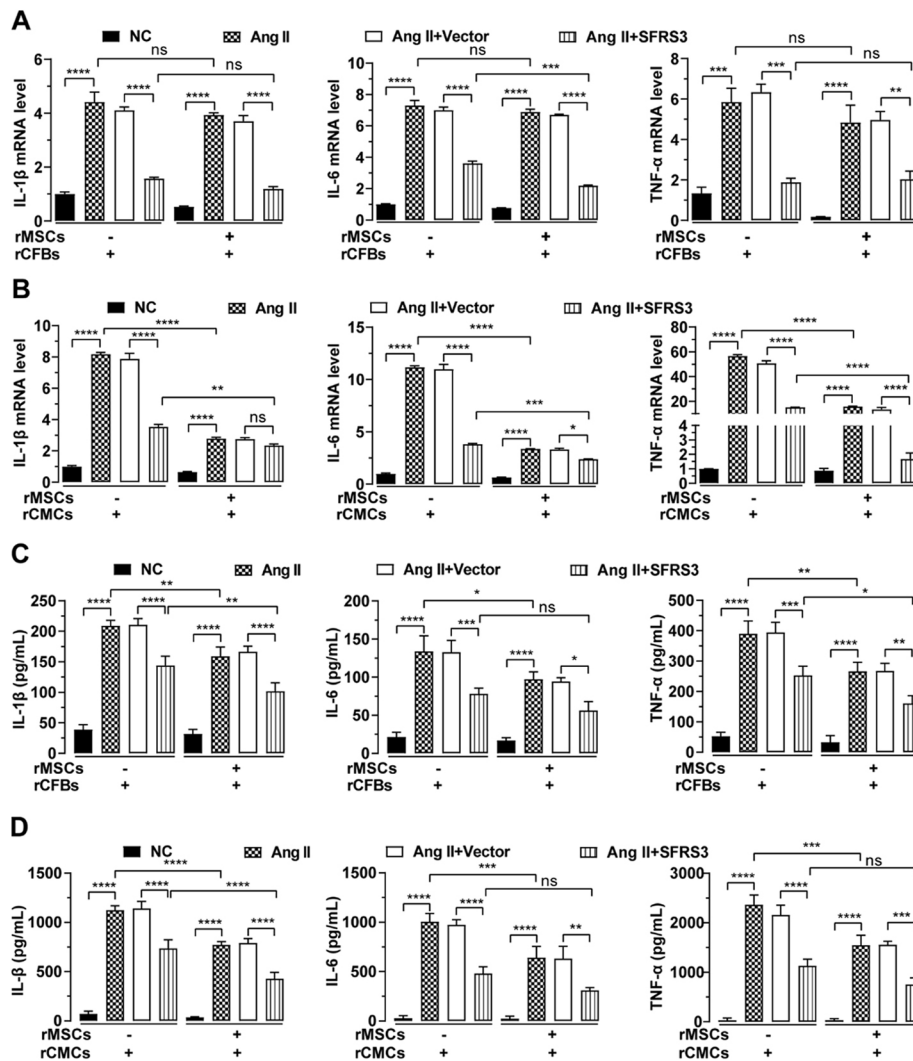 A
NC Ang II Ang II+Vector Ang II+SFRS3
ns ns ns
ns *** ns
**** **** **** ****
**** **** **** ****
*** *** **** **
IL-1β mRNA level
6
4
2
0
IL-6 mRNA level
10
8
6
4
2
0
TNF-α mRNA level
8
6
4
2
0
rMSCs - + - + - +
rCFBs + + + + + +
B
NC Ang II Ang II+Vector Ang II+SFRS3
**** **** ****
** *** ****
**** **** **** ns
**** **** **** *
**** **** **** ****
IL-1β mRNA level
10
8
6
4
2
0
IL-6 mRNA level
15
10
5
0
TNF-α mRNA level
80
60
40
20
4
3
2
1
0
rMSCs - + - + - +
rCMCs + + + + + +
C
NC Ang II Ang II+Vector Ang II+SFRS3
** * **
** ns *
**** **** **** ****
**** *** **** *
**** *** **** **
IL-1β (pg/mL)
250
200
150
100
50
0
IL-6 (pg/mL)
200
150
100
50
0
TNF-α (pg/mL)
600
450
300
150
0
rMSCs - + - + - +
rCFBs + + + + + +
D
NC Ang II Ang II+Vector Ang II+SFRS3
**** *** ***
**** ns ns
**** **** **** ****
**** **** **** **
**** **** **** ***
IL-β (pg/mL)
1500
1000
500
0
IL-6 (pg/mL)
1500
1000
500
0
TNF-α (pg/mL)
3000
2000
1000
0
rMSCs - + - + - +
rCMCs + + + + + +